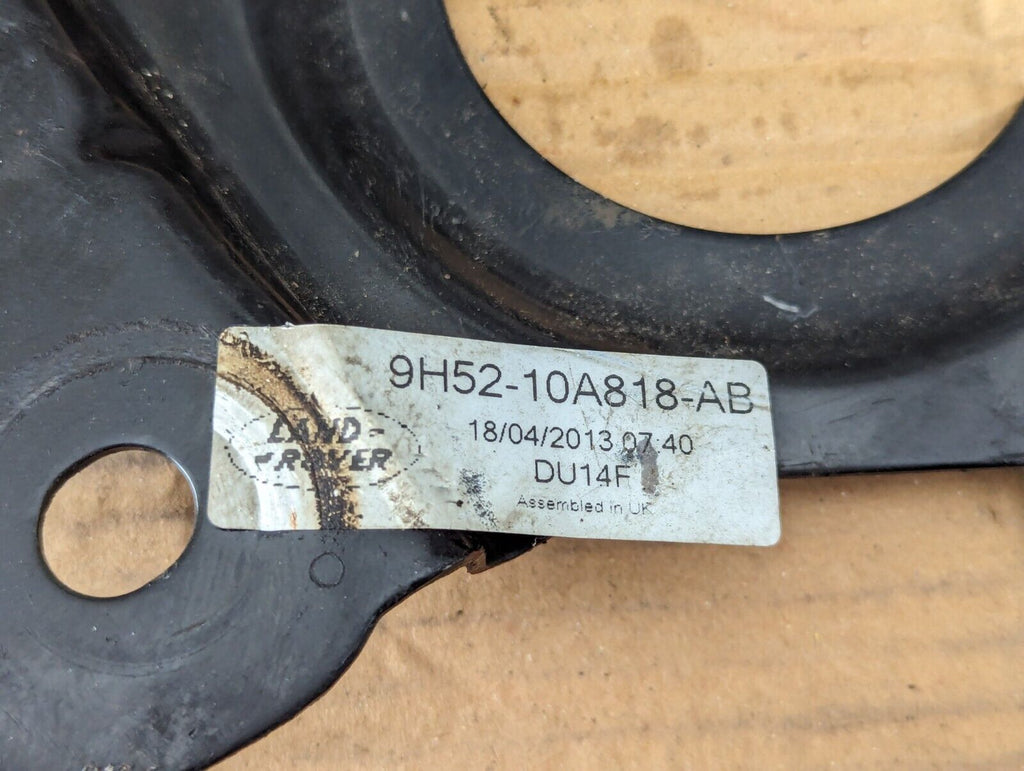 9H52-10A818-AB
LAND-
-ROVER
18/04/2013 07:40
DU14F
Assembled in UK